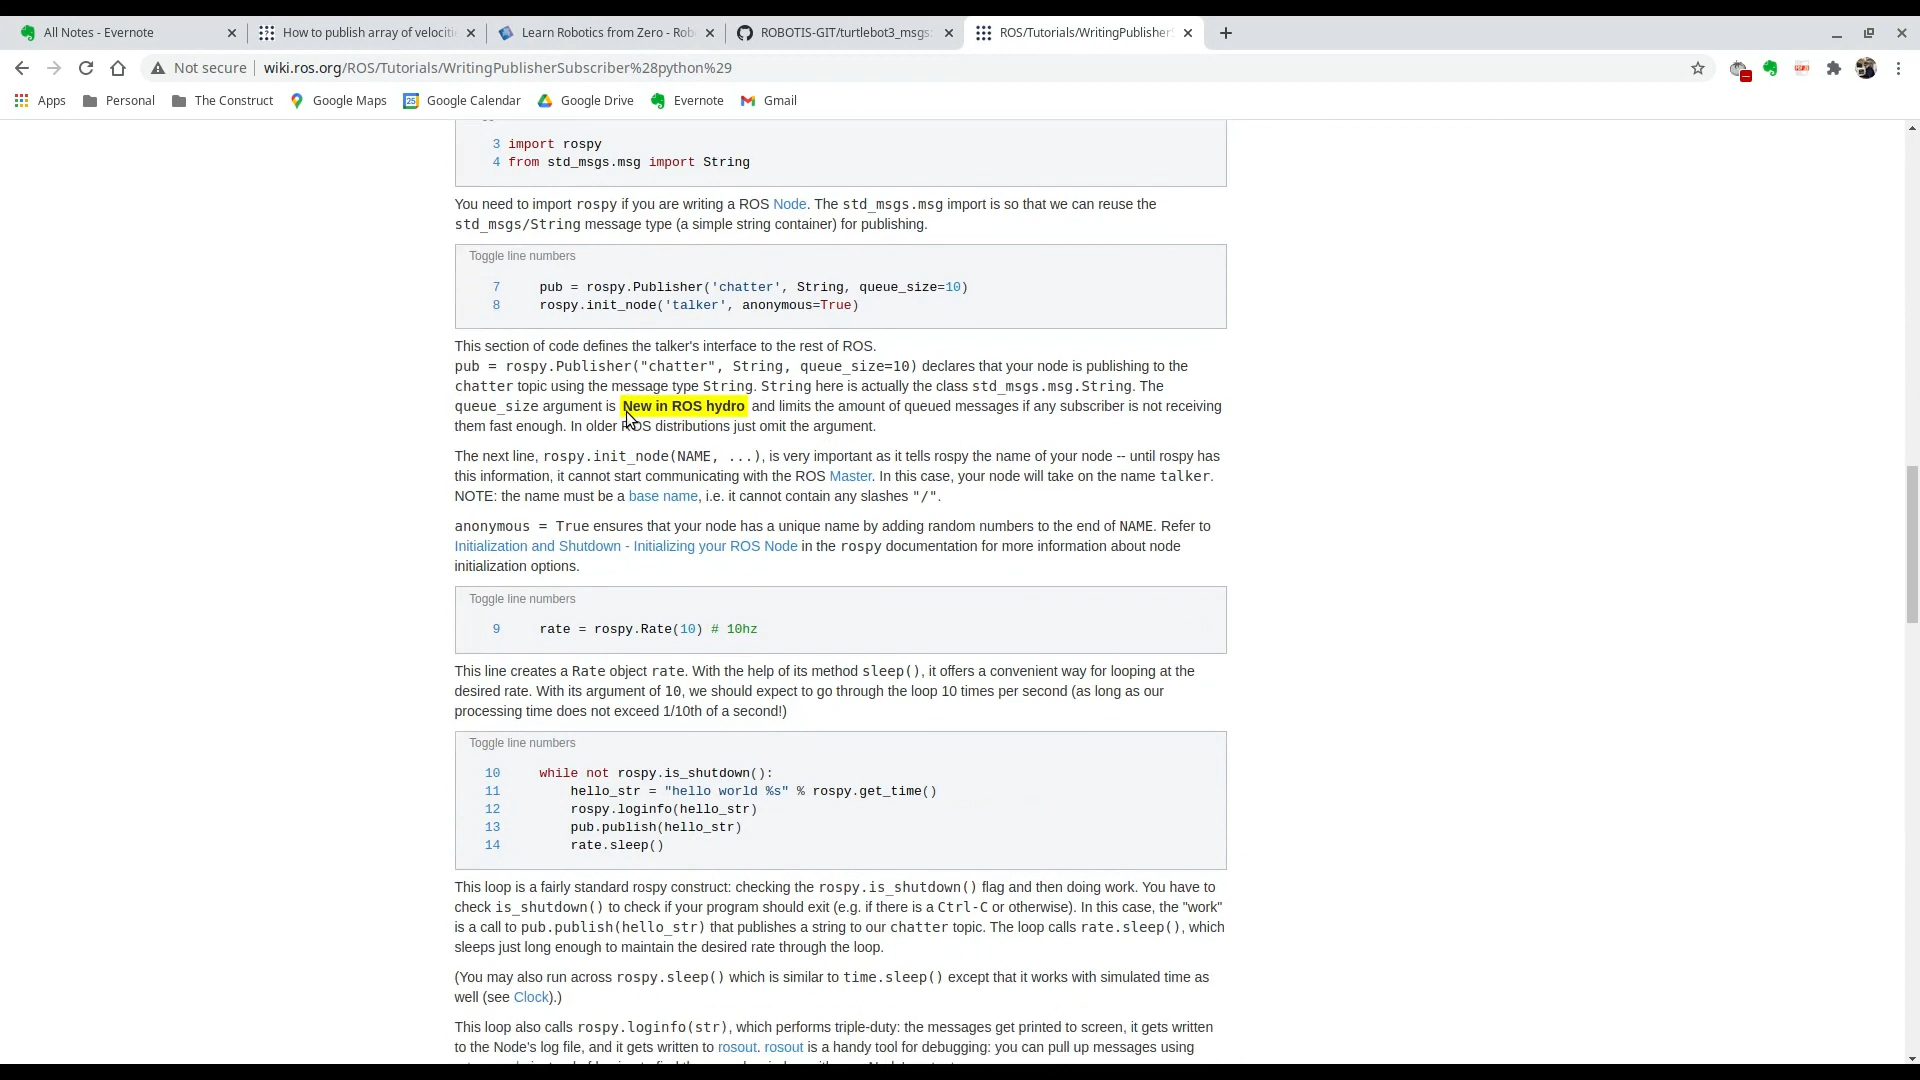 All Notes - Evernote
How to publish array of velociti
Learn Robotics from Zero - Rob
ROBOTIS-GIT/turtlebot3_msgs:
ROS/Tutorials/WritingPublisherS
Not secure | wiki.ros.org/ROS/Tutorials/WritingPublisherSubscriber%28python%29
Apps Personal The Construct Google Maps Google Calendar Google Drive Evernote Gmail
3 import rospy
4 from std_msgs.msg import String
You need to import rospy if you are writing a ROS Node. The std_msgs.msg import is so that we can reuse the
std_msgs/String message type (a simple string container) for publishing.
Toggle line numbers
7 pub = rospy.Publisher('chatter', String, queue_size=10)
8 rospy.init_node('talker', anonymous=True)
This section of code defines the talker's interface to the rest of ROS.
pub = rospy.Publisher("chatter", String, queue_size=10) declares that your node is publishing to the
chatter topic using the message type String. String here is actually the class std_msgs.msg.String. The
queue_size argument is New in ROS hydro and limits the amount of queued messages if any subscriber is not receiving
them fast enough. In older ROS distributions just omit the argument.
The next line, rospy.init_node(NAME, ...), is very important as it tells rospy the name of your node -- until rospy has
this information, it cannot start communicating with the ROS Master. In this case, your node will take on the name talker.
NOTE: the name must be a base name, i.e. it cannot contain any slashes "/".
anonymous = True ensures that your node has a unique name by adding random numbers to the end of NAME. Refer to
Initialization and Shutdown - Initializing your ROS Node in the rospy documentation for more information about node
initialization options.
Toggle line numbers
9 rate = rospy.Rate(10) # 10hz
This line creates a Rate object rate. With the help of its method sleep(), it offers a convenient way for looping at the
desired rate. With its argument of 10, we should expect to go through the loop 10 times per second (as long as our
processing time does not exceed 1/10th of a second!)
Toggle line numbers
10 while not rospy.is_shutdown():
11 hello_str = "hello world %s" % rospy.get_time()
12 rospy.loginfo(hello_str)
13 pub.publish(hello_str)
14 rate.sleep()
This loop is a fairly standard rospy construct: checking the rospy.is_shutdown() flag and then doing work. You have to
check is_shutdown() to check if your program should exit (e.g. if there is a Ctrl-C or otherwise). In this case, the "work"
is a call to pub.publish(hello_str) that publishes a string to our chatter topic. The loop calls rate.sleep(), which
sleeps just long enough to maintain the desired rate through the loop.
(You may also run across rospy.sleep() which is similar to time.sleep() except that it works with simulated time as
well (see Clock).)
This loop also calls rospy.loginfo(str), which performs triple-duty: the messages get printed to screen, it gets written
to the Node's log file, and it gets written to rosout. rosout is a handy tool for debugging: you can pull up messages using